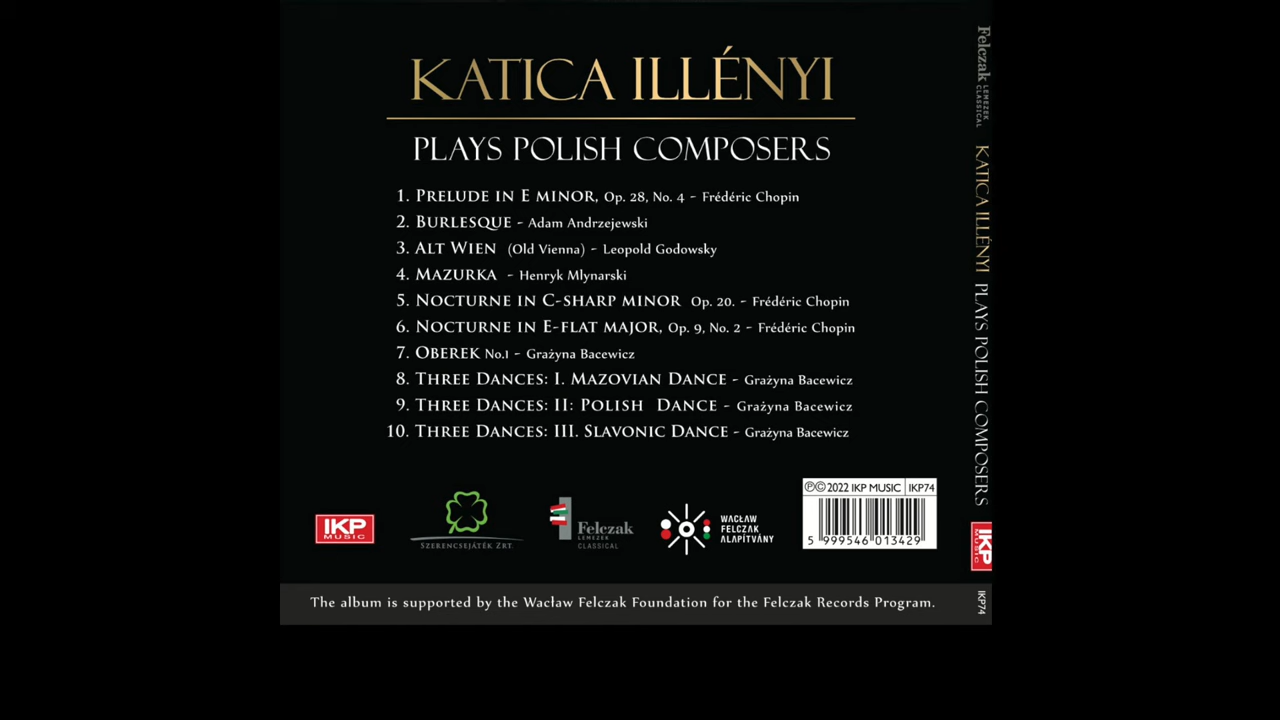 KATICA ILLÉNYI
PLAYS POLISH COMPOSERS
1. PRELUDE IN E MINOR, Op. 28, No. 4 – Frédéric Chopin
2. BURLESQUE – Adam Andrzejewski
3. ALT WIEN (Old Vienna) – Leopold Godowsky
4. MAZURKA – Henryk Mlynarski
5. NOCTURNE IN C-SHARP MINOR Op. 20. – Frédéric Chopin
6. NOCTURNE IN E-FLAT MAJOR, Op. 9, No. 2 – Frédéric Chopin
7. OBEREK No.1 – Grażyna Bacewicz
8. THREE DANCES: I. MAZOVIAN DANCE – Grażyna Bacewicz
9. THREE DANCES: II: POLISH DANCE – Grażyna Bacewicz
10. THREE DANCES: III. SLAVONIC DANCE – Grażyna Bacewicz
IKP
MUSIC
SZERENCSEJÁTÉK ZRT.
Felczak
LEMEZEK
CLASSICAL
WACŁAW
FELCZAK
ALAPÍTVÁNY
℗© 2022 IKP MUSIC IKP74
5 999546 013429
The album is supported by the Wacław Felczak Foundation for the Felczak Records Program.
Felczak
LEMEZEK
CLASSICAL
KATICA ILLÉNYI PLAYS POLISH COMPOSERS
IKP
MUSIC
IKP74